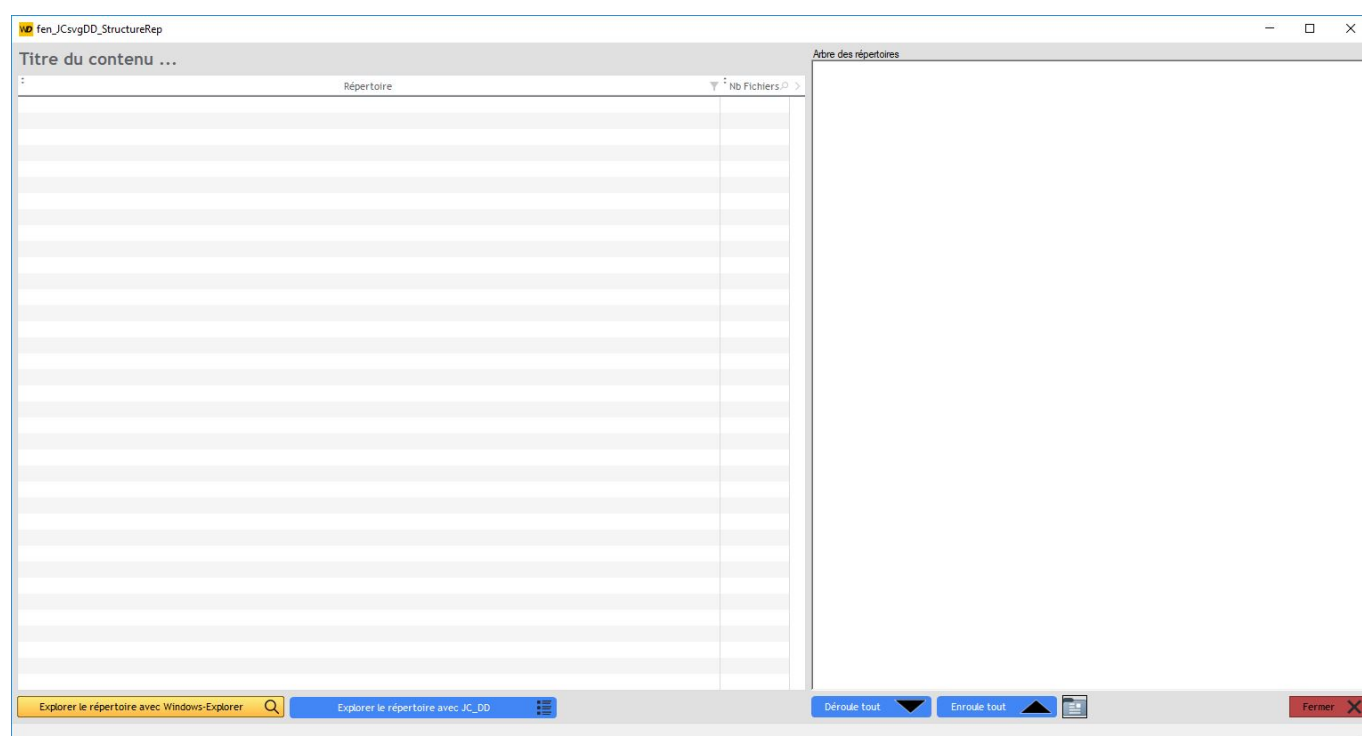 WD fen_JCsvgDD_StructureRep
Titre du contenu ...
Arbre des répertoires
Répertoire Nb Fichiers
Explorer le répertoire avec Windows-Explorer Explorer le répertoire avec JC_DD Déroule tout Enroule tout Fermer